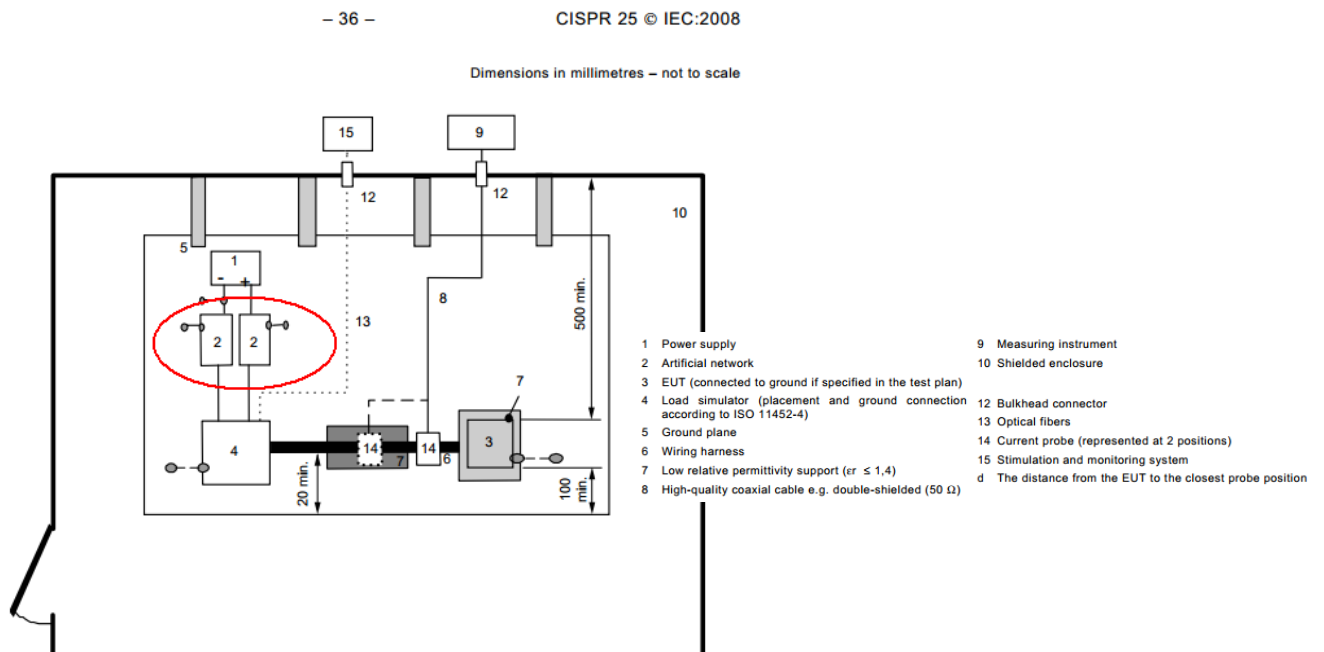 – 36 –
CISPR 25 © IEC:2008
Dimensions in millimetres – not to scale
15
9
12
12
10
5
1
- +
8
13
500 min.
2
2
7
4
14
7
14
6
3
20 min.
100 min.
1 Power supply
2 Artificial network
3 EUT (connected to ground if specified in the test plan)
4 Load simulator (placement and ground connection
according to ISO 11452-4)
5 Ground plane
6 Wiring harness
7 Low relative permittivity support (εr ≤ 1,4)
8 High-quality coaxial cable e.g. double-shielded (50 Ω)
9 Measuring instrument
10 Shielded enclosure
12 Bulkhead connector
13 Optical fibers
14 Current probe (represented at 2 positions)
15 Stimulation and monitoring system
d The distance from the EUT to the closest probe position